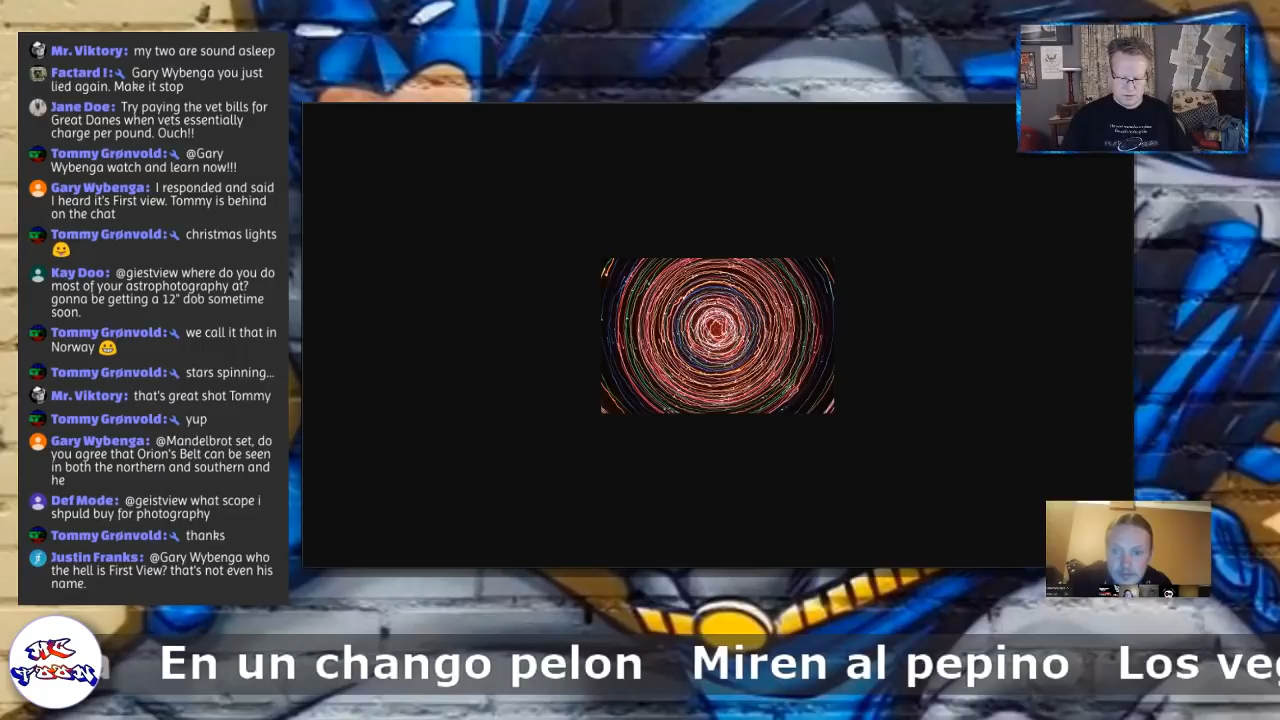 Mr. Viktory: my two are sound asleep
Factard I: Gary Wybenga you just
lied again. Make it stop
Jane Doe: Try paying the vet bills for
Great Danes when vets essentially
charge per pound. Ouch!!
Tommy Grønvold: @Gary
Wybenga watch and learn now!!!
Gary Wybenga: I responded and said
I heard it's First view. Tommy is behind
on the chat
Tommy Grønvold: christmas lights
Kay Doo: @giestview where do you do
most of your astrophotography at?
gonna be getting a 12" dob sometime
soon.
Tommy Grønvold: we call it that in
Norway
Tommy Grønvold: stars spinning...
Mr. Viktory: that's great shot Tommy
Tommy Grønvold: yup
Gary Wybenga: @Mandelbrot set, do
you agree that Orion's Belt can be seen
in both the northern and southern and
he
Def Mode: @geistview what scope i
shpuld buy for photography
Tommy Grønvold: thanks
Justin Franks: @Gary Wybenga who
the hell is First View? that's not even his
name.
MC
TOON
En un chango pelon Miren al pepino Los veg